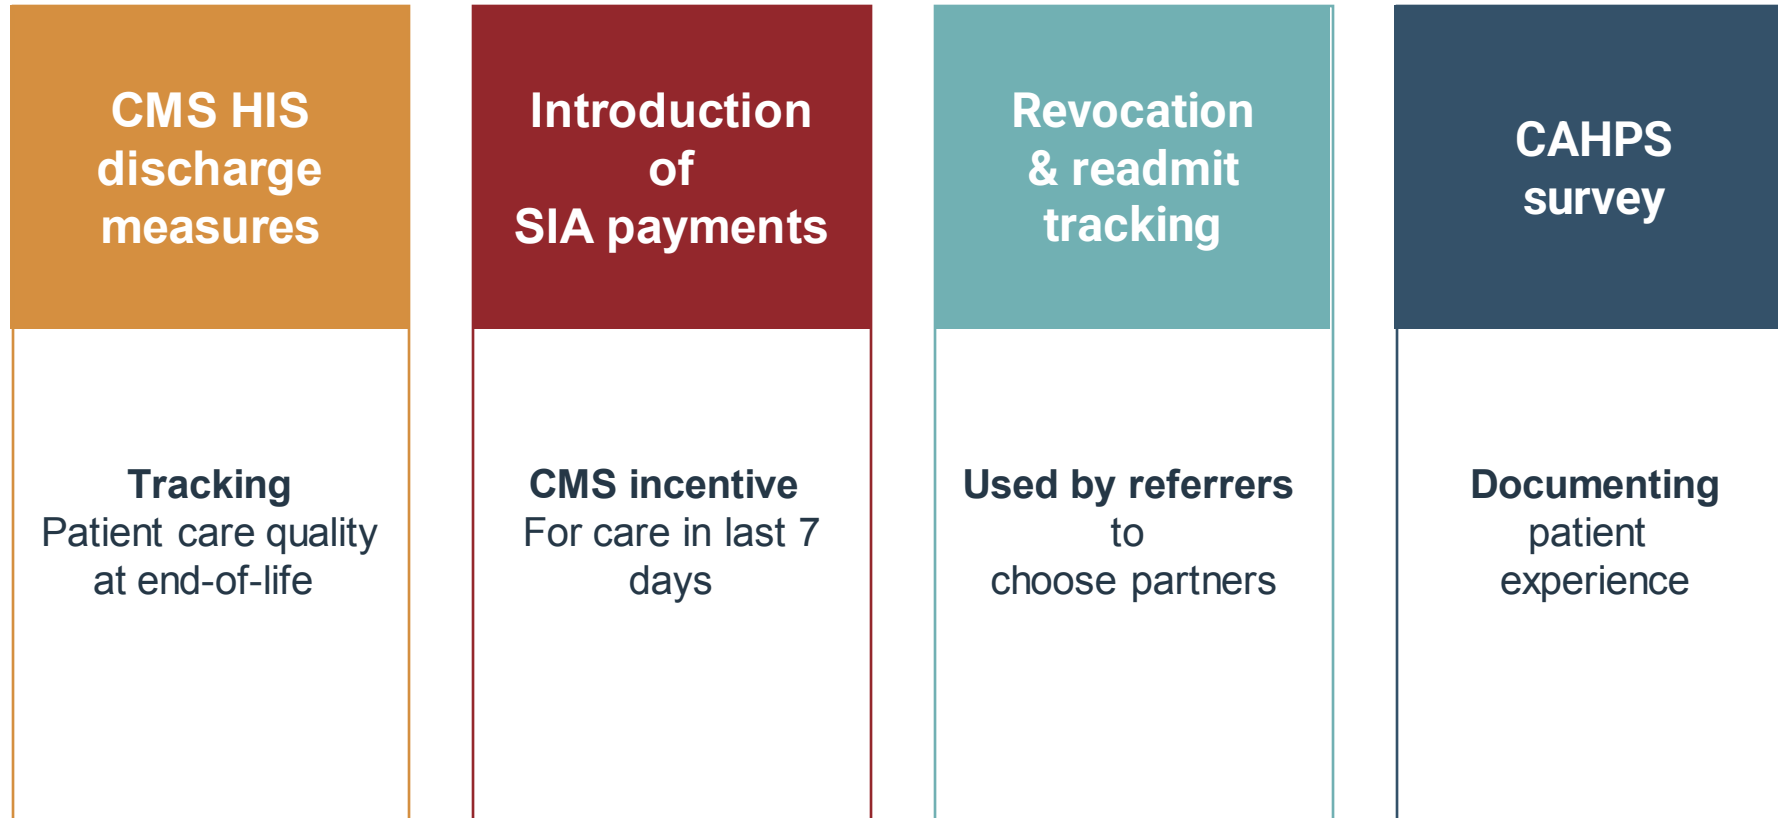 CMS HIS
discharge
measures
Tracking
Patient care quality
at end-of-life
Introduction
of
SIA payments
CMS incentive
For care in last 7
days
Revocation
& readmit
tracking
Used by referrers
to
choose partners
CAHPS
survey
Documenting
patient
experience